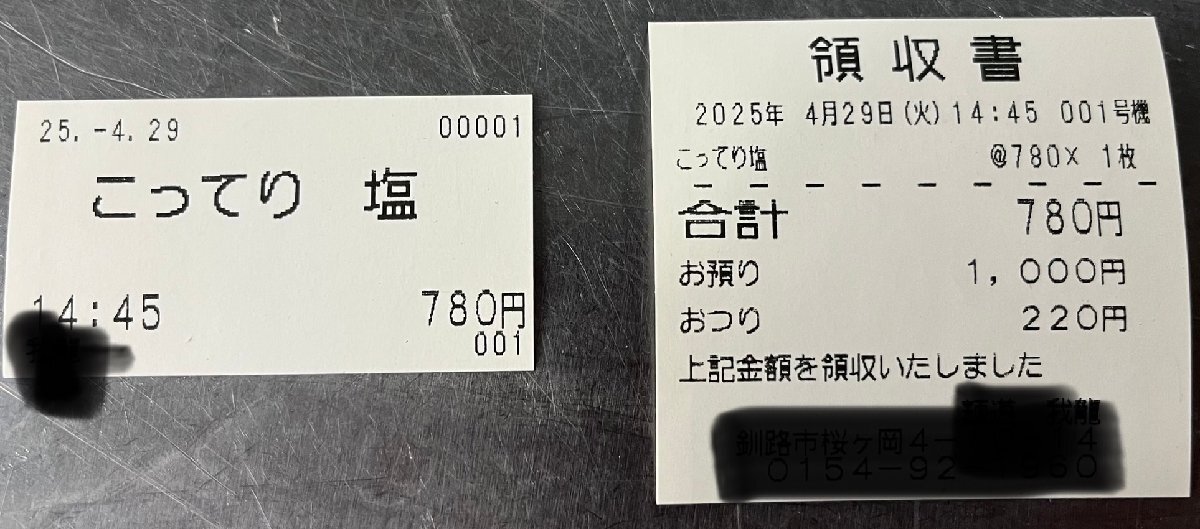 25.-4.29 00001
こってり 塩
14:45 780円
001
領収書
2025年 4月29日(火)14:45 001号機
こってり塩 @780× 1枚
合計 780円
お預り 1,000円
おつり 220円
上記金額を領収いたしました